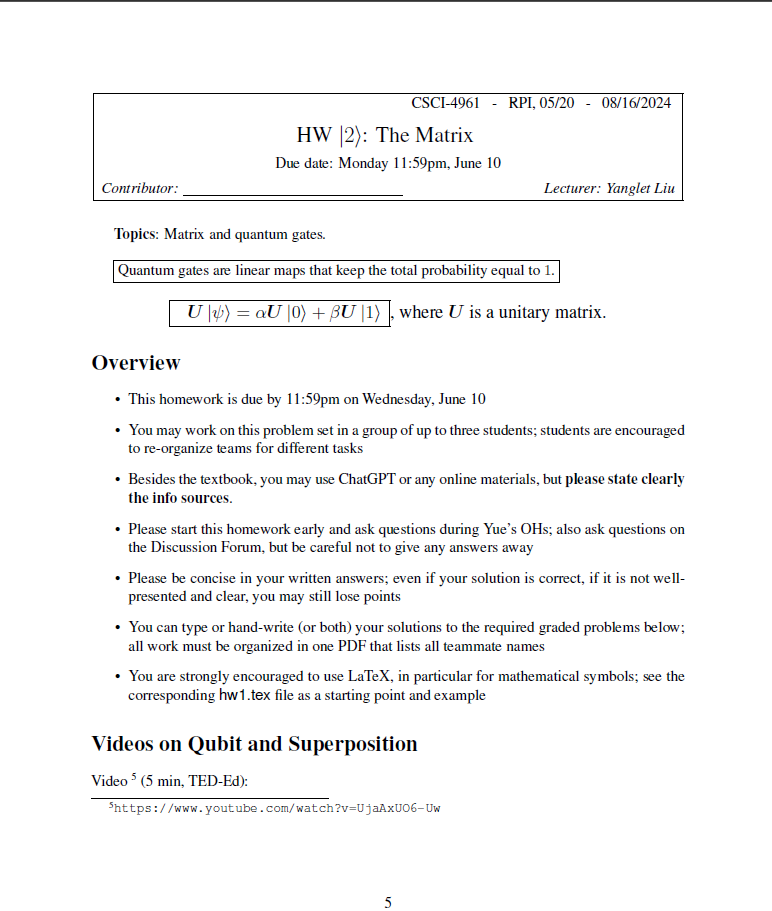 CSCI-4961 - RPI, 05/20 - 08/16/2024
HW |2⟩: The Matrix
Due date: Monday 11:59pm, June 10
Contributor: Lecturer: Yanglet Liu
Topics: Matrix and quantum gates.
Quantum gates are linear maps that keep the total probability equal to 1.
U |ψ⟩ = αU |0⟩ + βU |1⟩ , where U is a unitary matrix.
Overview
• This homework is due by 11:59pm on Wednesday, June 10
• You may work on this problem set in a group of up to three students; students are encouraged
to re-organize teams for different tasks
• Besides the textbook, you may use ChatGPT or any online materials, but please state clearly
the info sources.
• Please start this homework early and ask questions during Yue's OHs; also ask questions on
the Discussion Forum, but be careful not to give any answers away
• Please be concise in your written answers; even if your solution is correct, if it is not well-
presented and clear, you may still lose points
• You can type or hand-write (or both) your solutions to the required graded problems below;
all work must be organized in one PDF that lists all teammate names
• You are strongly encouraged to use LaTeX, in particular for mathematical symbols; see the
corresponding hw1.tex file as a starting point and example
Videos on Qubit and Superposition
Video 5 (5 min, TED-Ed):
5https://www.youtube.com/watch?v=UjaAxUO6-Uw
5